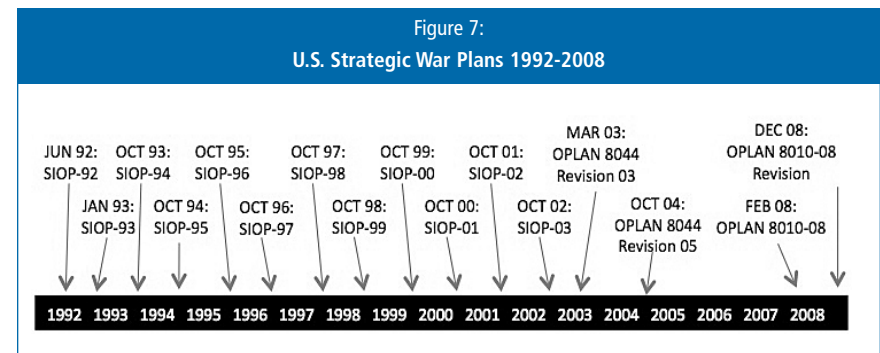 Figure 7:
U.S. Strategic War Plans 1992-2008
JUN 92:
SIOP-92
JAN 93:
SIOP-93
OCT 93:
SIOP-94
OCT 94:
SIOP-95
OCT 95:
SIOP-96
OCT 96:
SIOP-97
OCT 97:
SIOP-98
OCT 98:
SIOP-99
OCT 99:
SIOP-00
OCT 00:
SIOP-01
OCT 01:
SIOP-02
OCT 02:
SIOP-03
MAR 03:
OPLAN 8044
Revision 03
OCT 04:
OPLAN 8044
Revision 05
FEB 08:
OPLAN 8010-08
DEC 08:
OPLAN 8010-08
Revision
1992 1993 1994 1995 1996 1997 1998 1999 2000 2001 2002 2003 2004 2005 2006 2007 2008